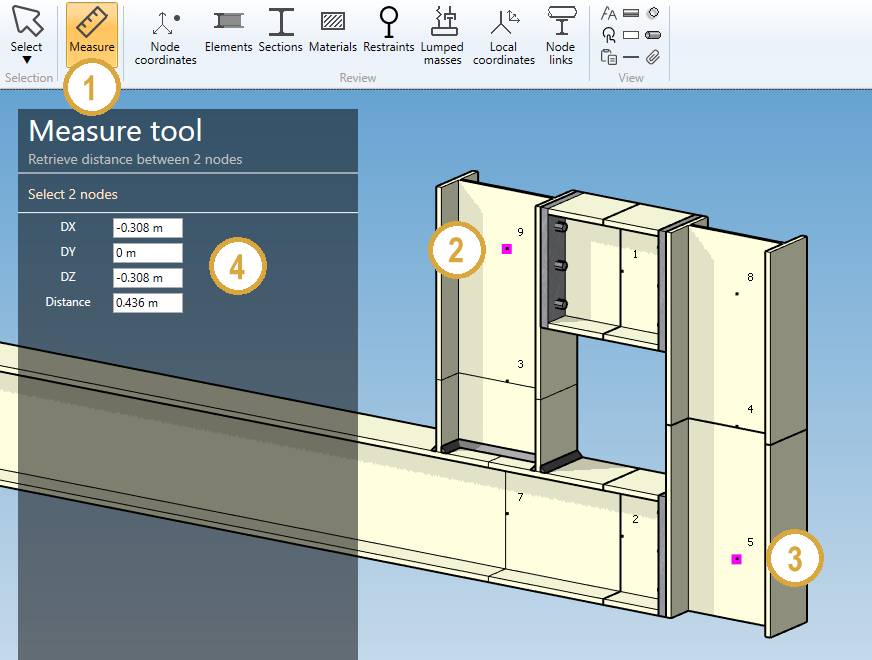 Select
Measure
Node
coordinates
Elements
Sections
Materials
Restraints
Lumped
masses
Local
coordinates
Node
links
Selection
Review
View
1
Measure tool
Retrieve distance between 2 nodes
Select 2 nodes
DX -0.308 m
DY 0 m
DZ -0.308 m
Distance 0.436 m
4
2
9
1
8
3
4
7
2
5
3